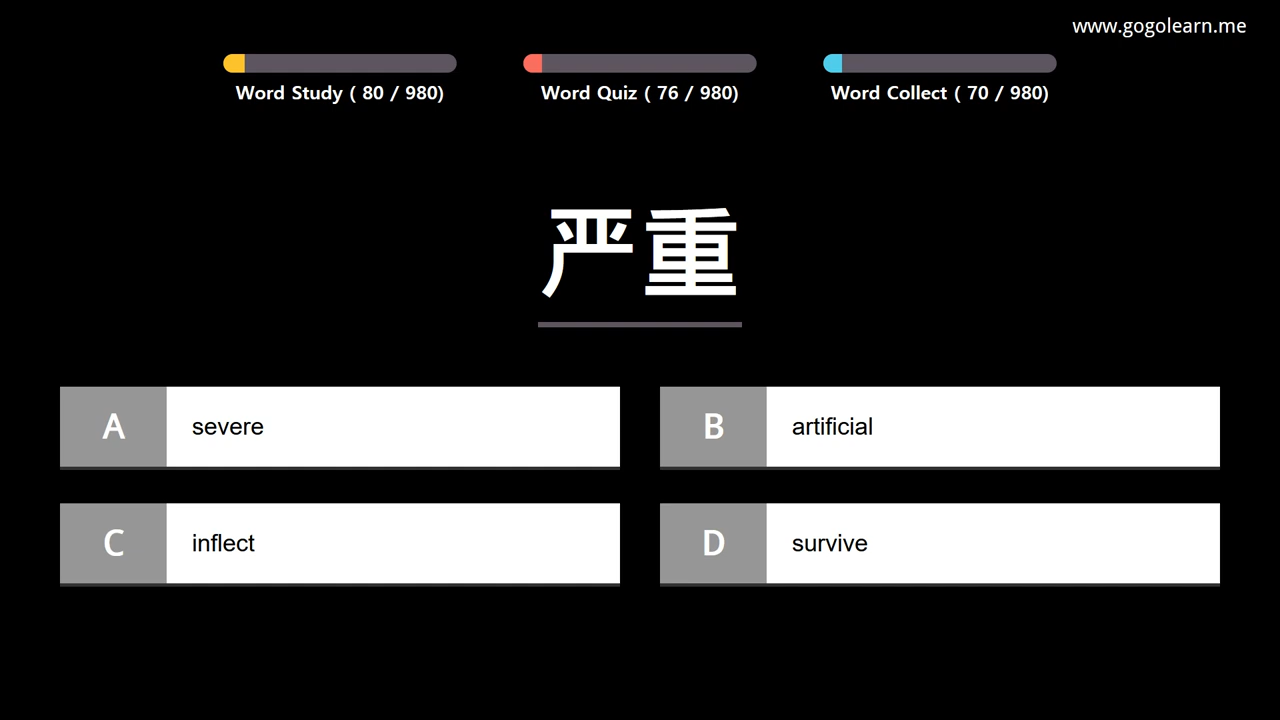 www.gogolearn.me
Word Study ( 80 / 980)
Word Quiz ( 76 / 980)
Word Collect ( 70 / 980)
严重
A severe
B artificial
C inflect
D survive